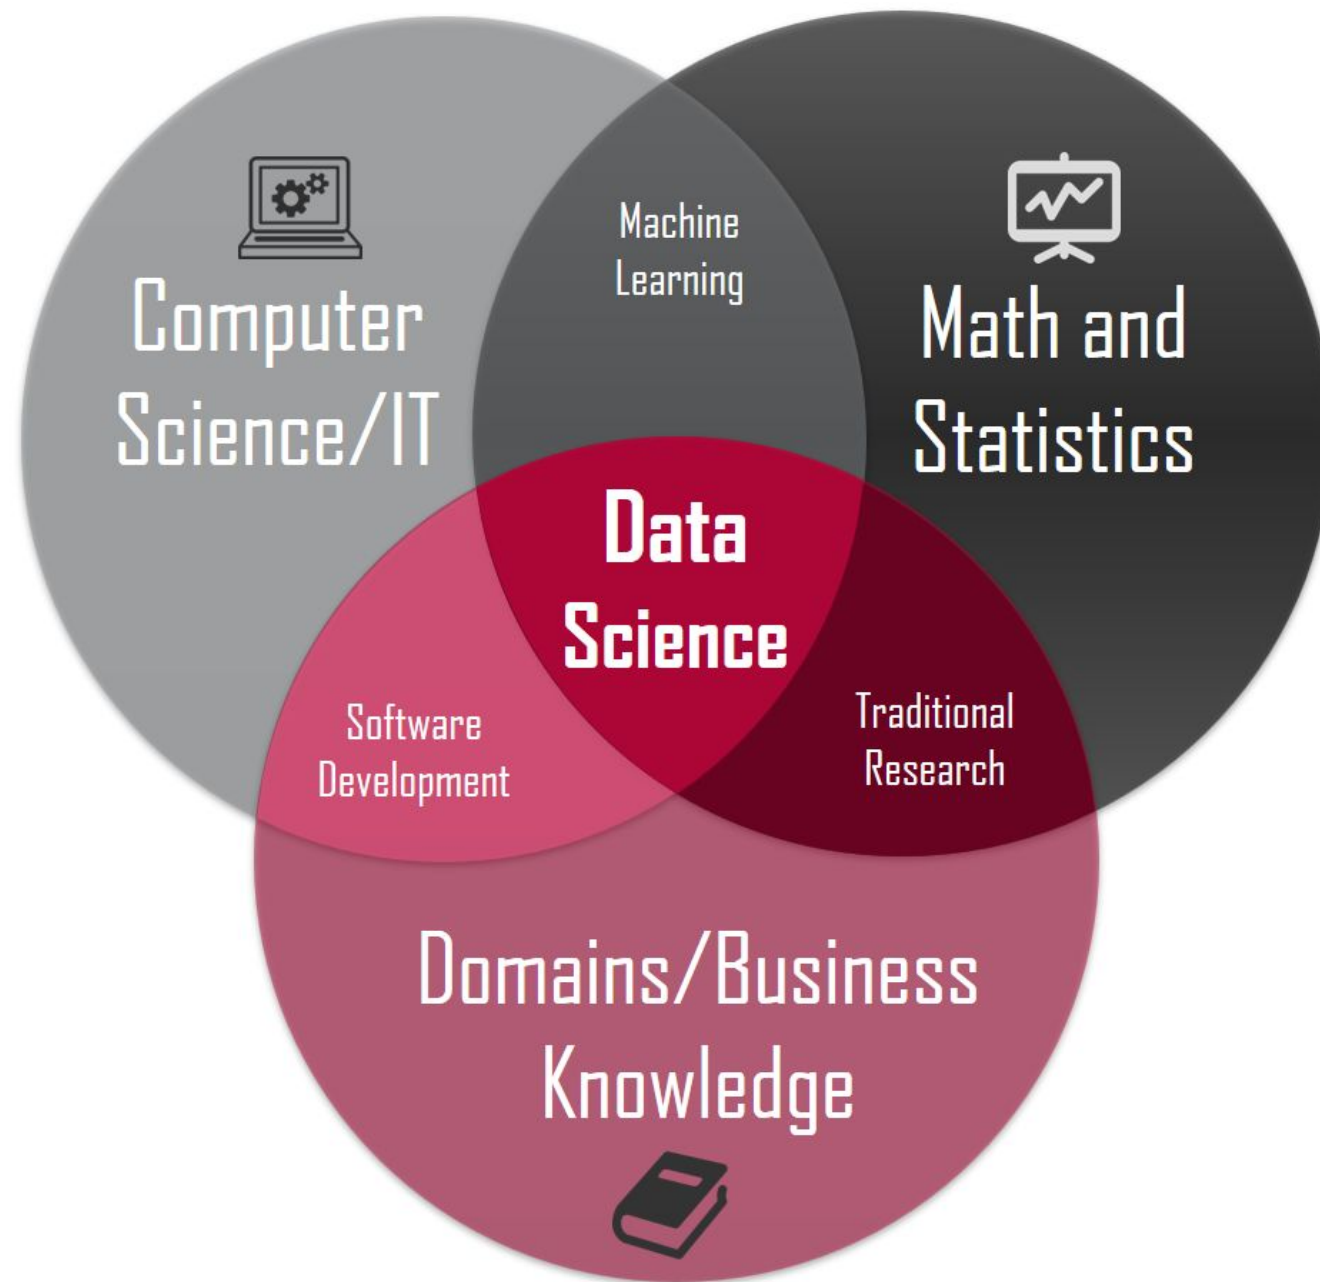 Machine
Learning
Computer
Science/IT
Math and
Statistics
Data
Science
Software
Development
Traditional
Research
Domains/Business
Knowledge